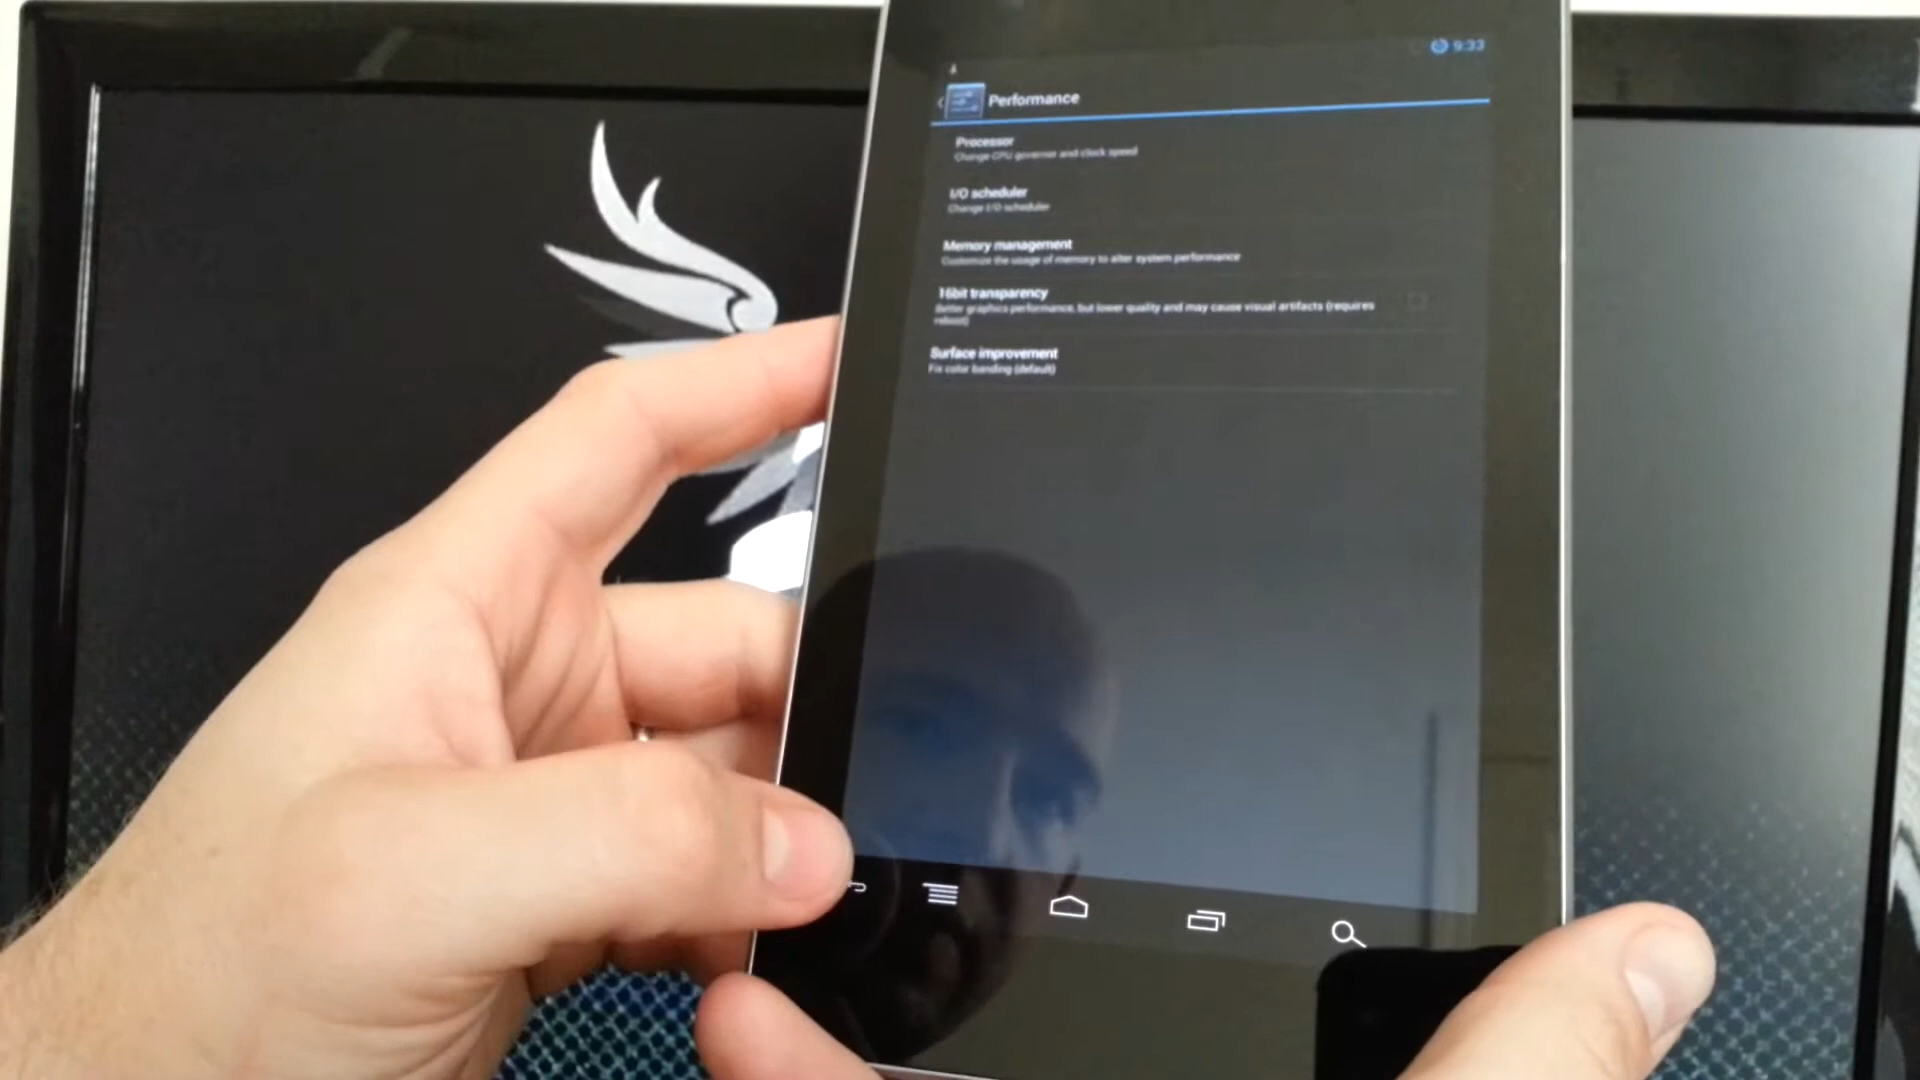 9:33
Performance
Processor
Change CPU governor and clock speed
I/O scheduler
Change I/O scheduler
Memory management
Customize the usage of memory to alter system performance
16bit transparency
Better graphics performance, but lower quality and may cause visual artifacts (requires
reboot)
Surface improvement
Fix color banding (default)